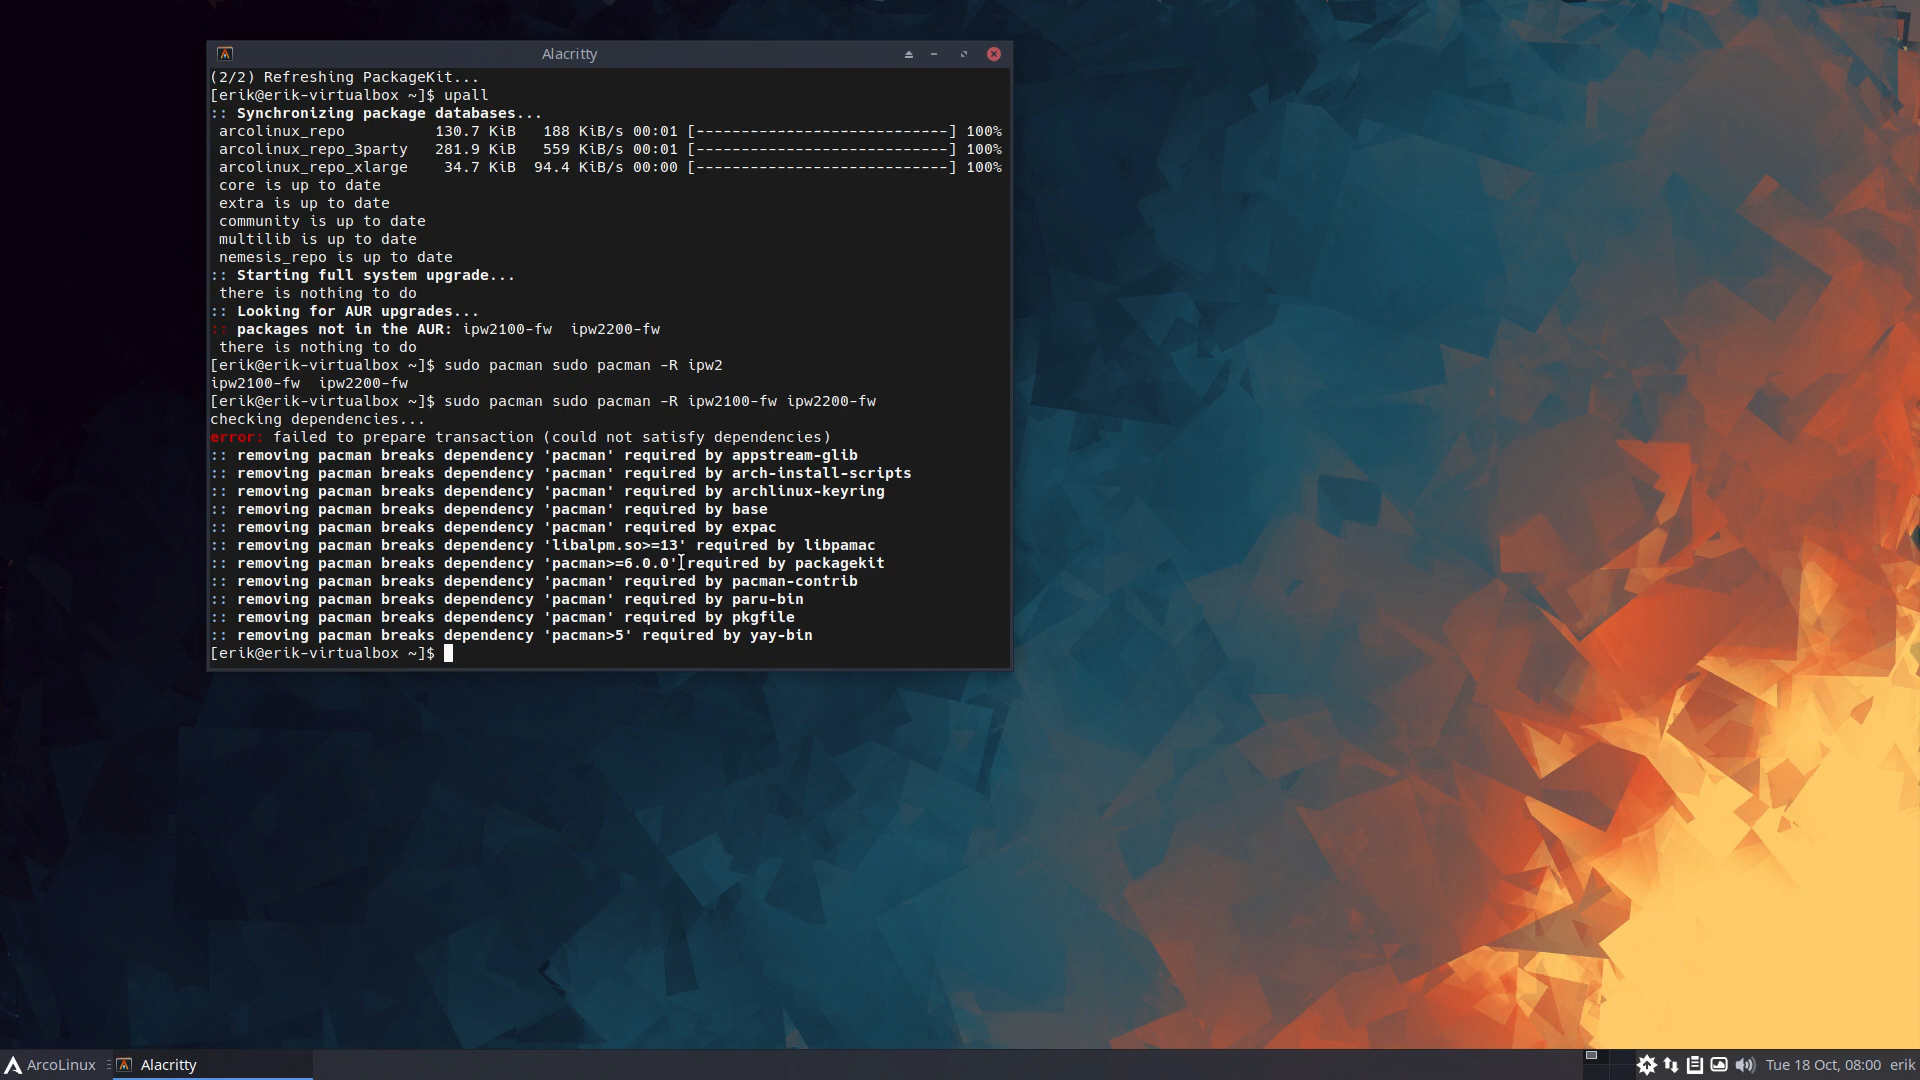 Alacritty
(2/2) Refreshing PackageKit...
[erik@erik-virtualbox ~]$ upall
:: Synchronizing package databases...
 arcolinux_repo          130.7 KiB   188 KiB/s 00:01 [----------------------------] 100%
 arcolinux_repo_3party   281.9 KiB   559 KiB/s 00:01 [----------------------------] 100%
 arcolinux_repo_xlarge    34.7 KiB  94.4 KiB/s 00:00 [----------------------------] 100%
 core is up to date
 extra is up to date
 community is up to date
 multilib is up to date
 nemesis_repo is up to date
:: Starting full system upgrade...
 there is nothing to do
:: Looking for AUR upgrades...
:: packages not in the AUR: ipw2100-fw  ipw2200-fw
 there is nothing to do
[erik@erik-virtualbox ~]$ sudo pacman sudo pacman -R ipw2
ipw2100-fw  ipw2200-fw
[erik@erik-virtualbox ~]$ sudo pacman sudo pacman -R ipw2100-fw ipw2200-fw
checking dependencies...
error: failed to prepare transaction (could not satisfy dependencies)
:: removing pacman breaks dependency 'pacman' required by appstream-glib
:: removing pacman breaks dependency 'pacman' required by arch-install-scripts
:: removing pacman breaks dependency 'pacman' required by archlinux-keyring
:: removing pacman breaks dependency 'pacman' required by base
:: removing pacman breaks dependency 'pacman' required by expac
:: removing pacman breaks dependency 'libalpm.so>=13' required by libpamac
:: removing pacman breaks dependency 'pacman>=6.0.0' required by packagekit
:: removing pacman breaks dependency 'pacman' required by pacman-contrib
:: removing pacman breaks dependency 'pacman' required by paru-bin
:: removing pacman breaks dependency 'pacman' required by pkgfile
:: removing pacman breaks dependency 'pacman>5' required by yay-bin
[erik@erik-virtualbox ~]$
ArcoLinux Alacritty Tue 18 Oct, 08:00 erik